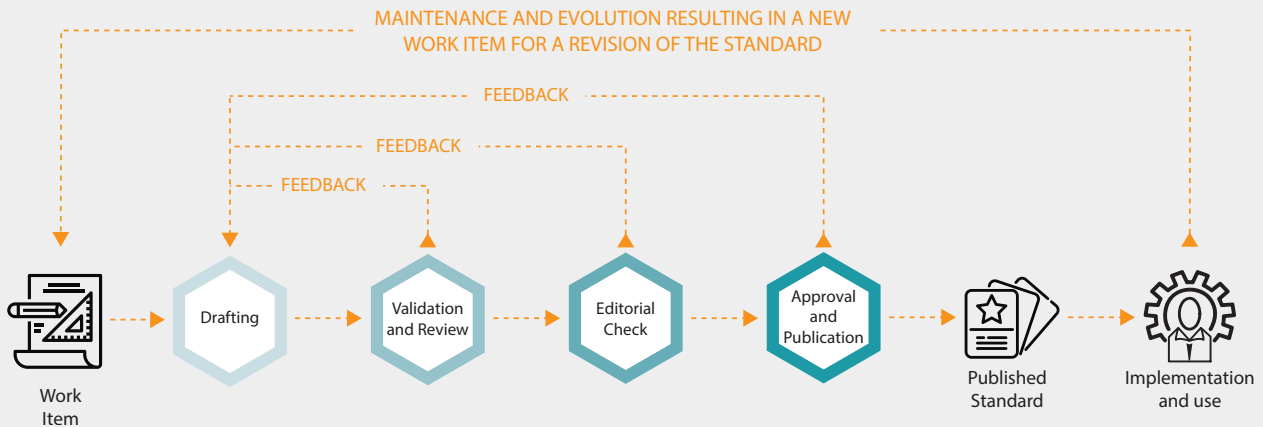 MAINTENANCE AND EVOLUTION RESULTING IN A NEW
WORK ITEM FOR A REVISION OF THE STANDARD
FEEDBACK
FEEDBACK
FEEDBACK
Work
Item
Drafting
Validation
and Review
Editorial
Check
Approval
and
Publication
Published
Standard
Implementation
and use